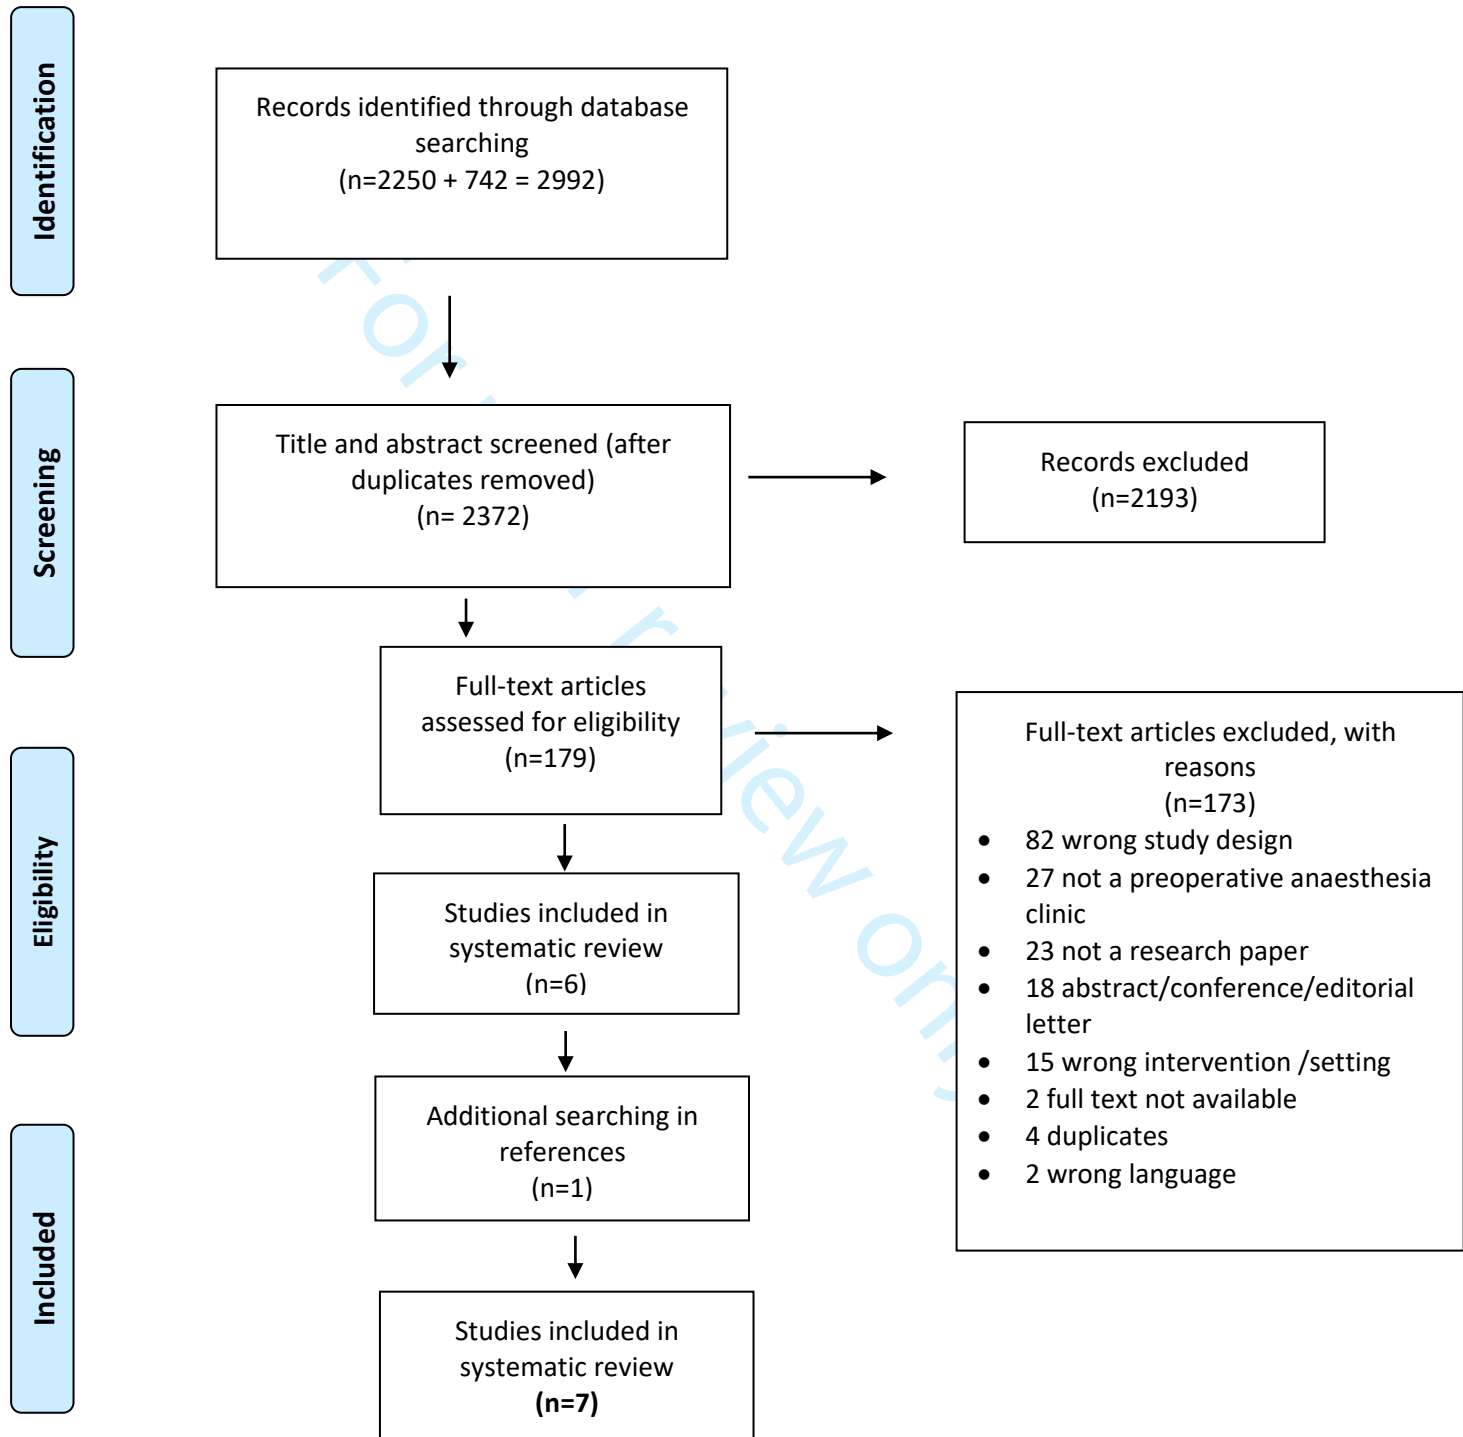 Identification
Records identified through database
searching
(n=2250 + 742 = 2992)
Screening
Title and abstract screened (after
duplicates removed)
(n= 2372)
Records excluded
(n=2193)
Full-text articles
assessed for eligibility
(n=179)
Eligibility
Full-text articles excluded, with
reasons
(n=173)
• 82 wrong study design
• 27 not a preoperative anaesthesia
clinic
• 23 not a research paper
• 18 abstract/conference/editorial
letter
• 15 wrong intervention /setting
• 2 full text not available
• 4 duplicates
• 2 wrong language
Studies included in
systematic review
(n=6)
Additional searching in
references
(n=1)
Included
Studies included in
systematic review
(n=7)
For review only